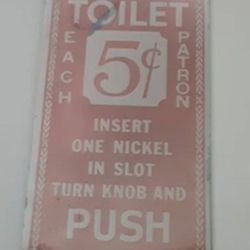 TOILET
EACH 5¢ PATRON
INSERT
ONE NICKEL
IN SLOT
TURN KNOB AND
PUSH